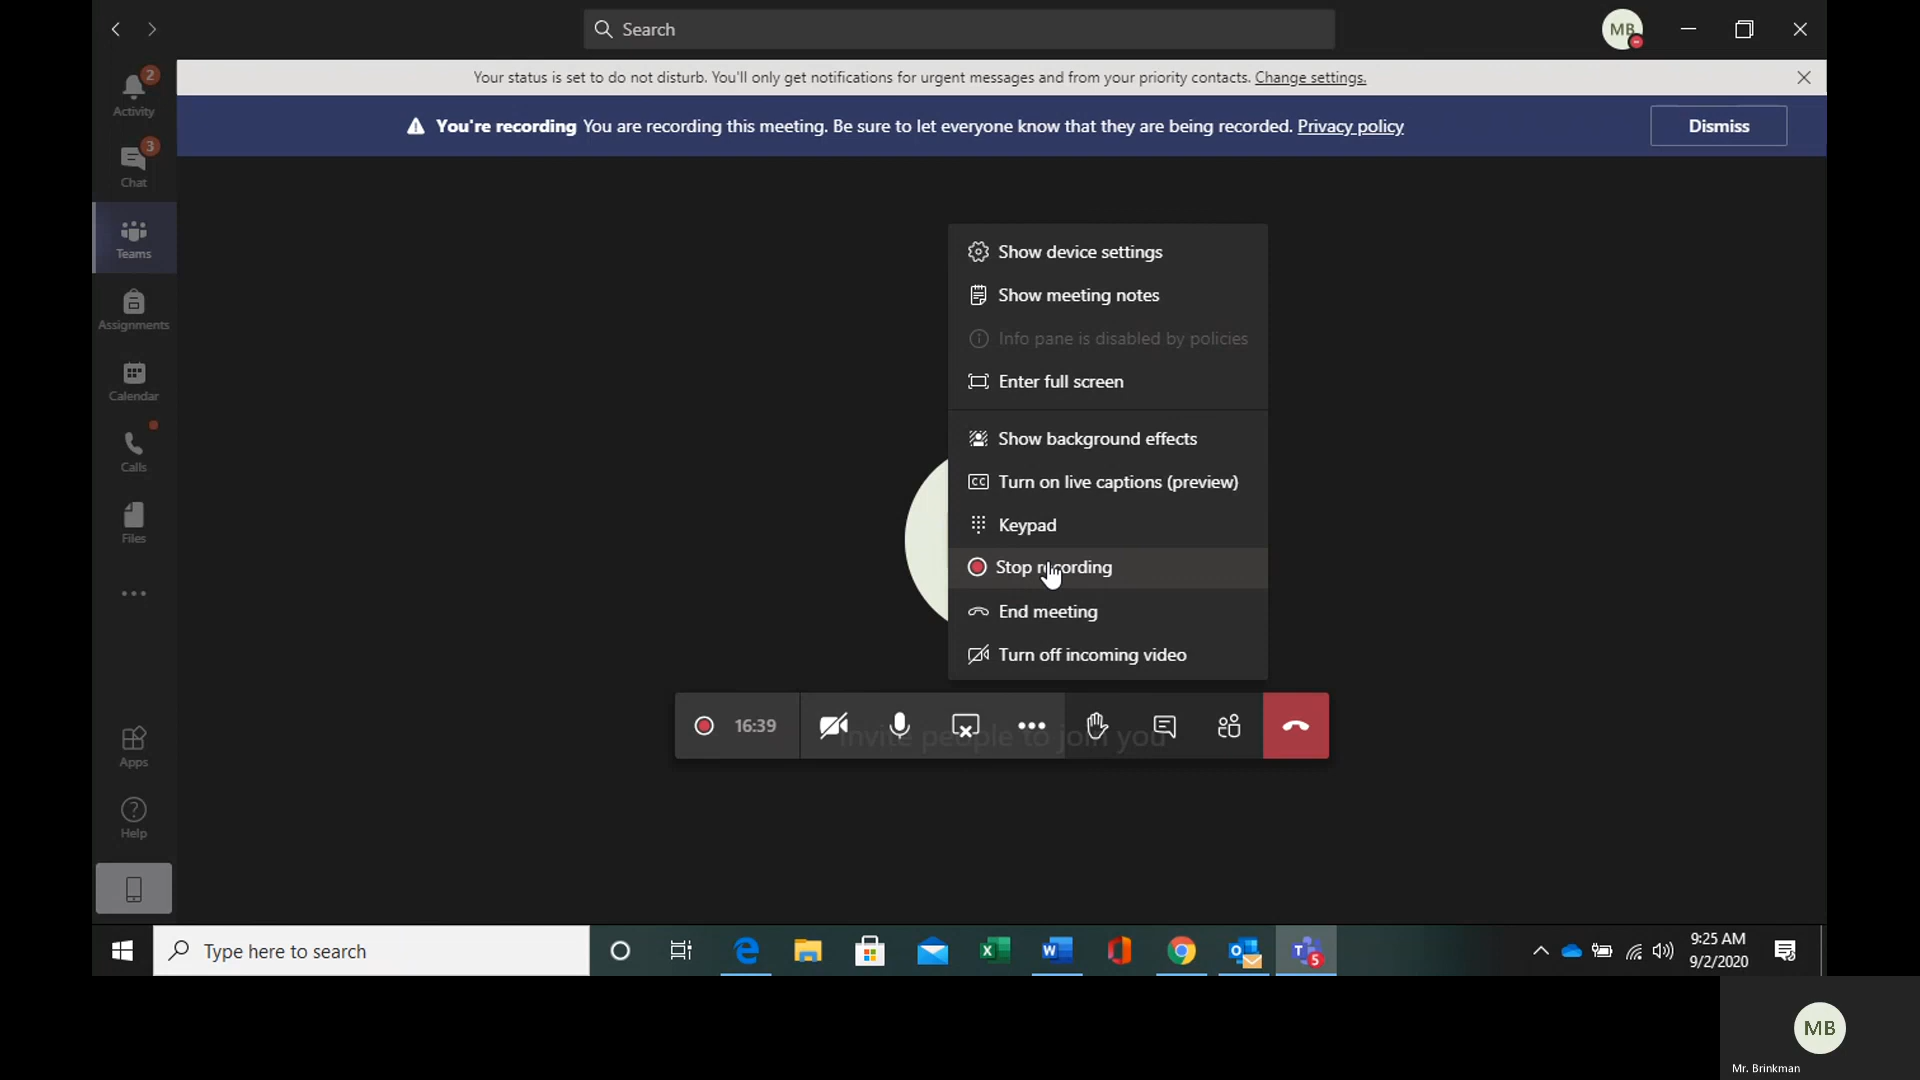 Search
MB
Your status is set to do not disturb. You'll only get notifications for urgent messages and from your priority contacts. Change settings.
You're recording You are recording this meeting. Be sure to let everyone know that they are being recorded. Privacy policy
Dismiss
2
Activity
3
Chat
Teams
Assignments
Calendar
Calls
Files
Apps
Help
Show device settings
Show meeting notes
Info pane is disabled by policies
Enter full screen
Show background effects
CC Turn on live captions (preview)
Keypad
Stop recording
End meeting
Turn off incoming video
16:39
Invite people to join you
Type here to search
5
9:25 AM
9/2/2020
MB
Mr. Brinkman